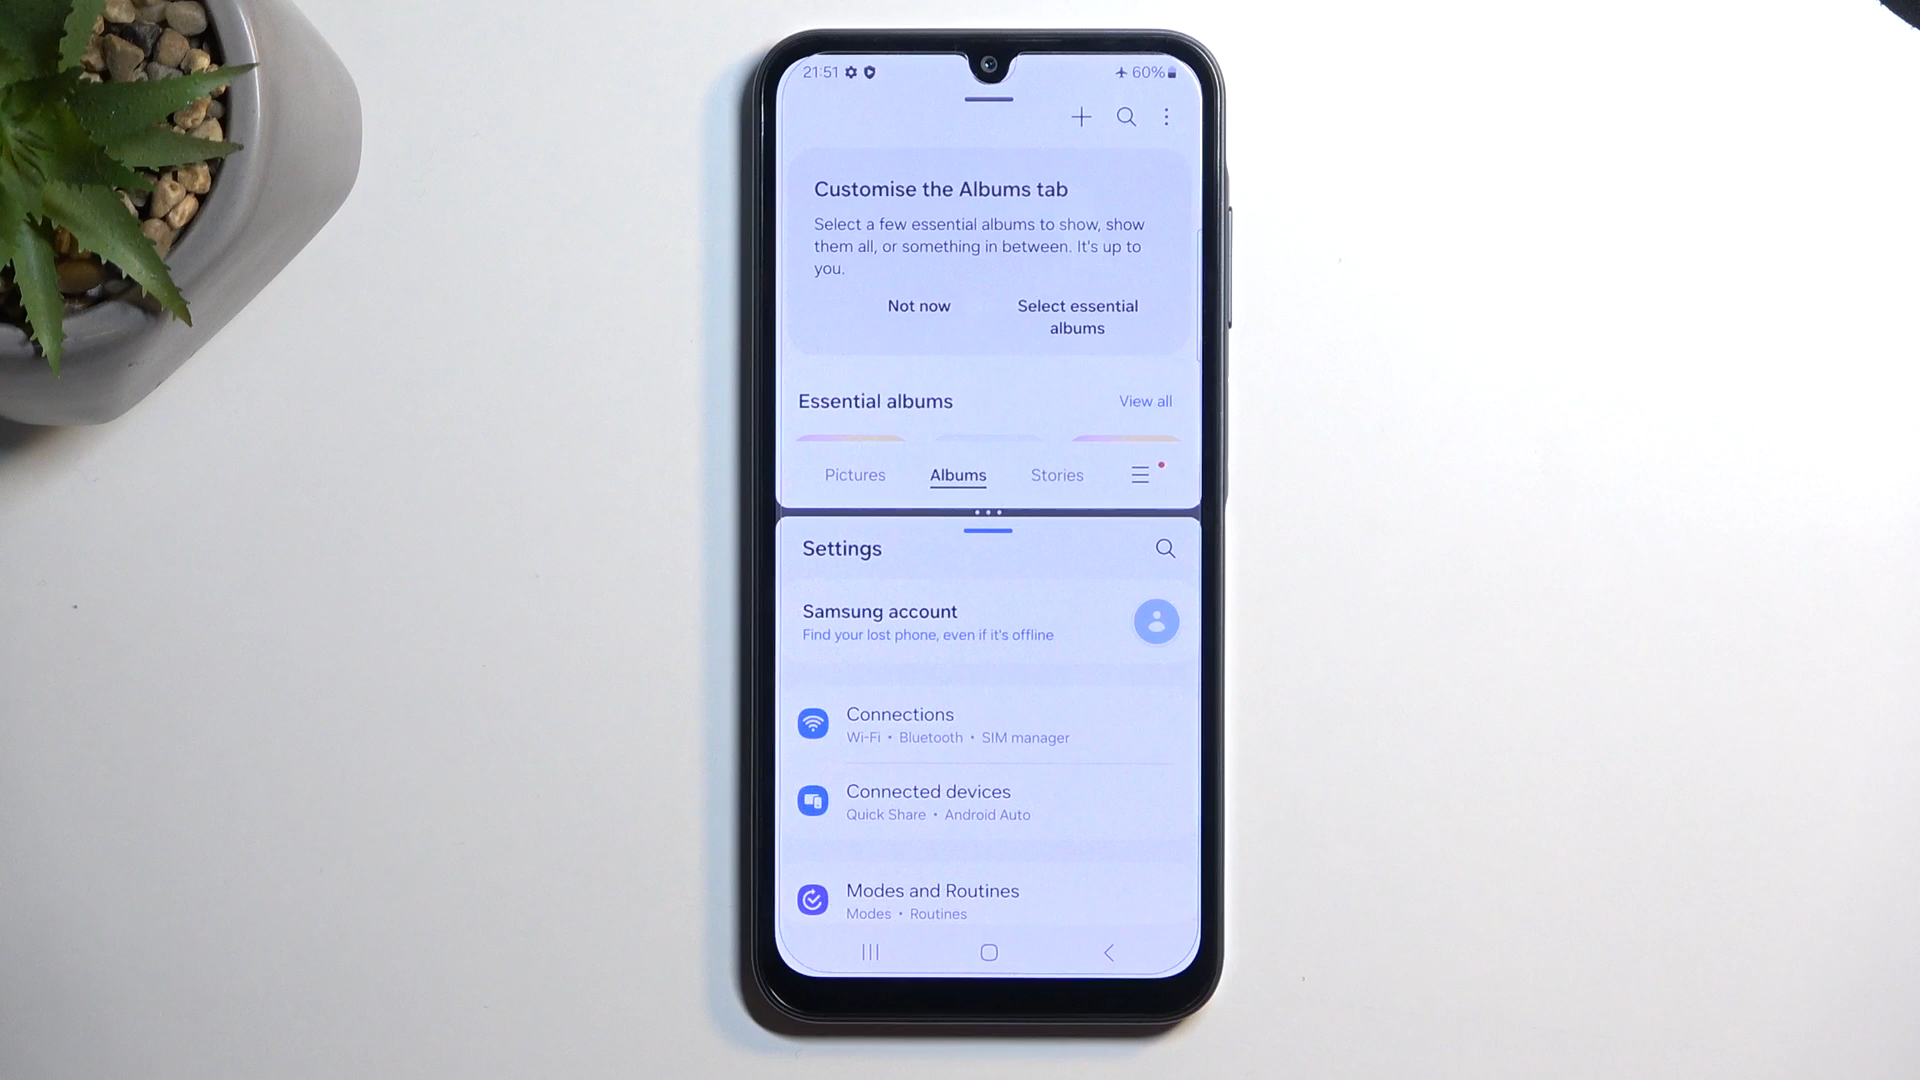 21:51 60%
Customise the Albums tab
Select a few essential albums to show, show
them all, or something in between. It's up to
you.
Not now
Select essential
albums
Essential albums View all
Pictures Albums Stories
Settings
Samsung account
Find your lost phone, even if it's offline
Connections
Wi-Fi • Bluetooth • SIM manager
Connected devices
Quick Share • Android Auto
Modes and Routines
Modes • Routines